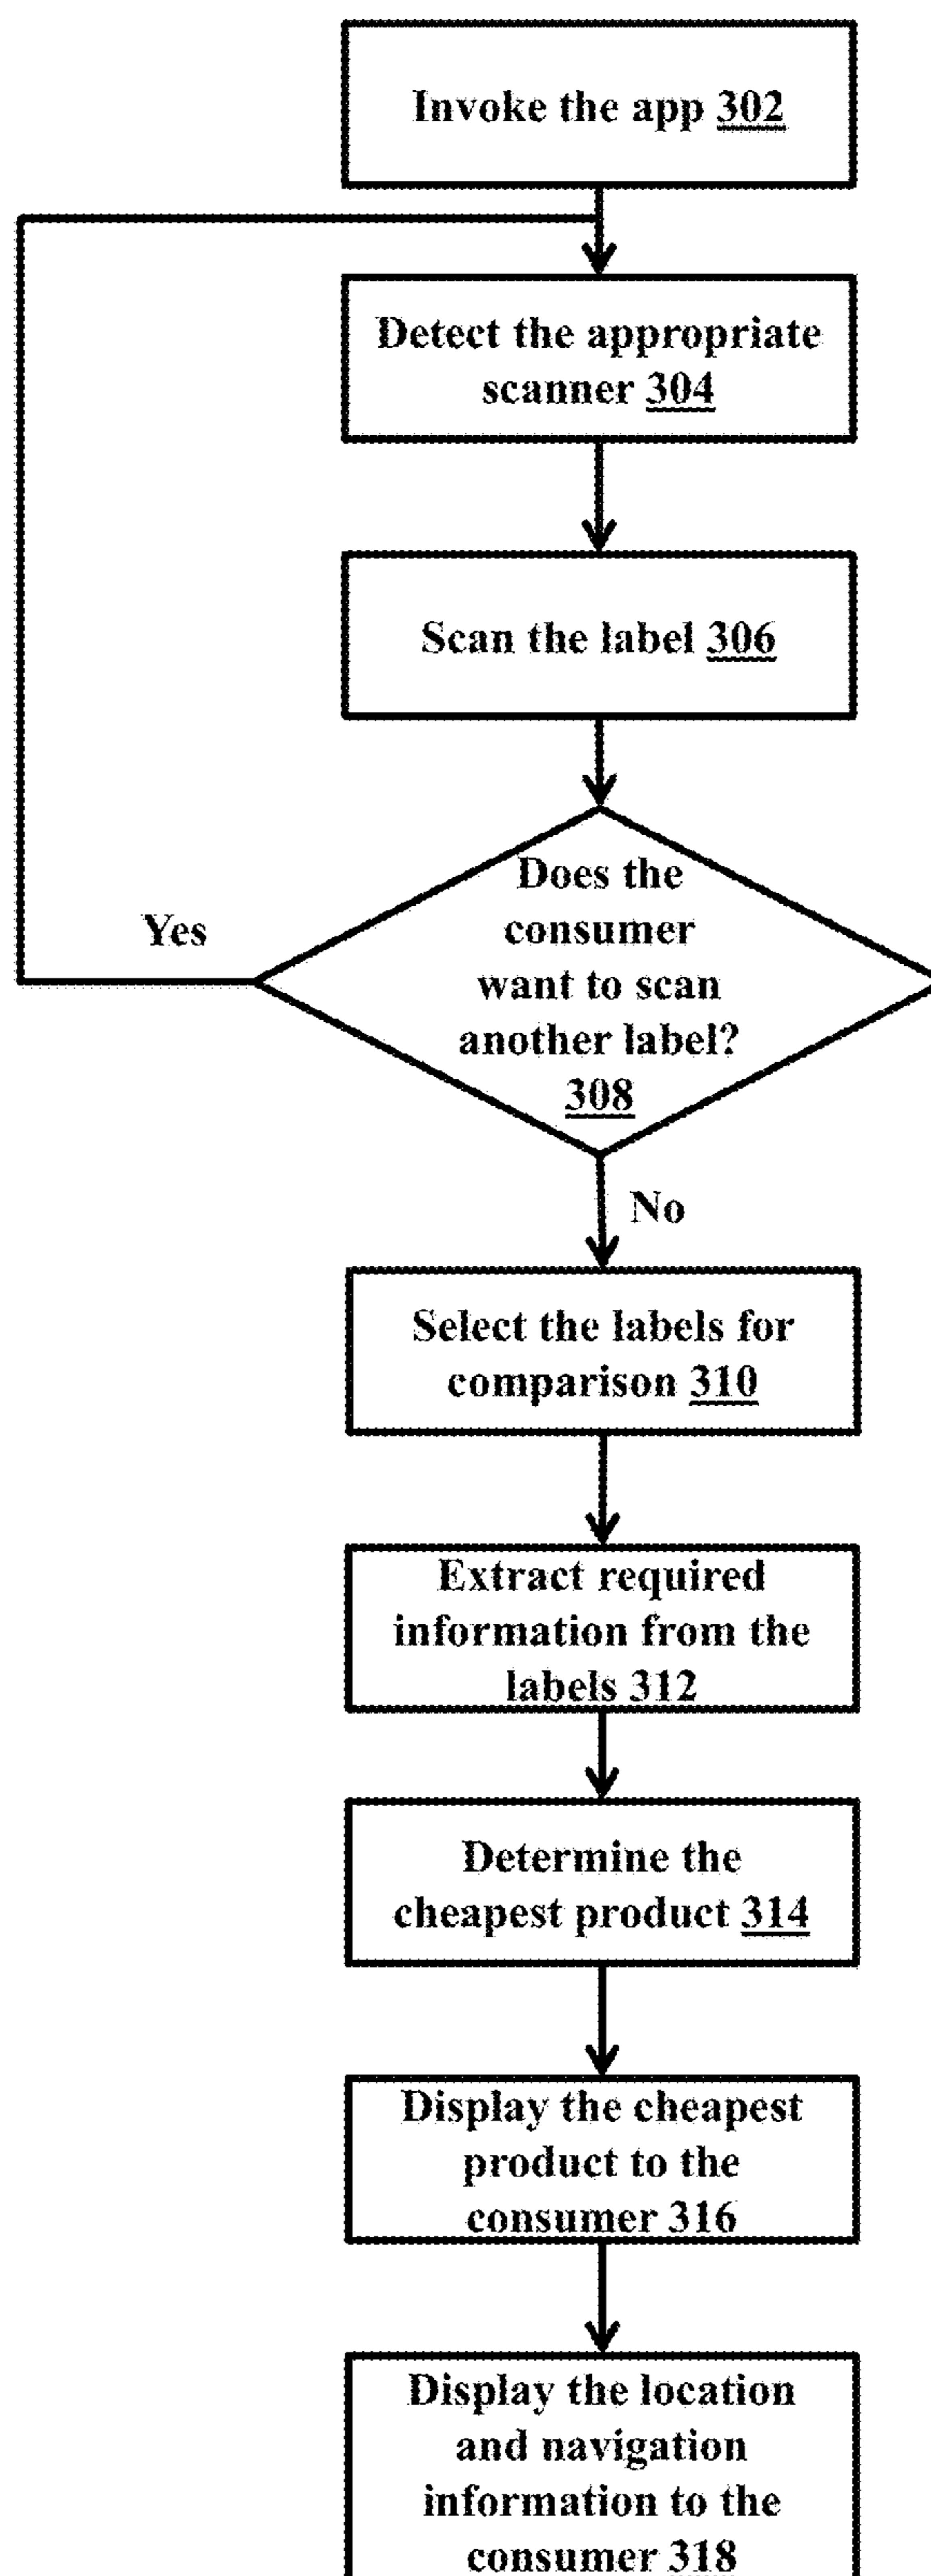 Invoke the app 302
Detect the appropriate
scanner 304
Scan the label 306
Does the
consumer
want to scan
another label?
308
Yes
No
Select the labels for
comparison 310
Extract required
information from the
labels 312
Determine the
cheapest product 314
Display the cheapest
product to the
consumer 316
Display the location
and navigation
information to the
consumer 318